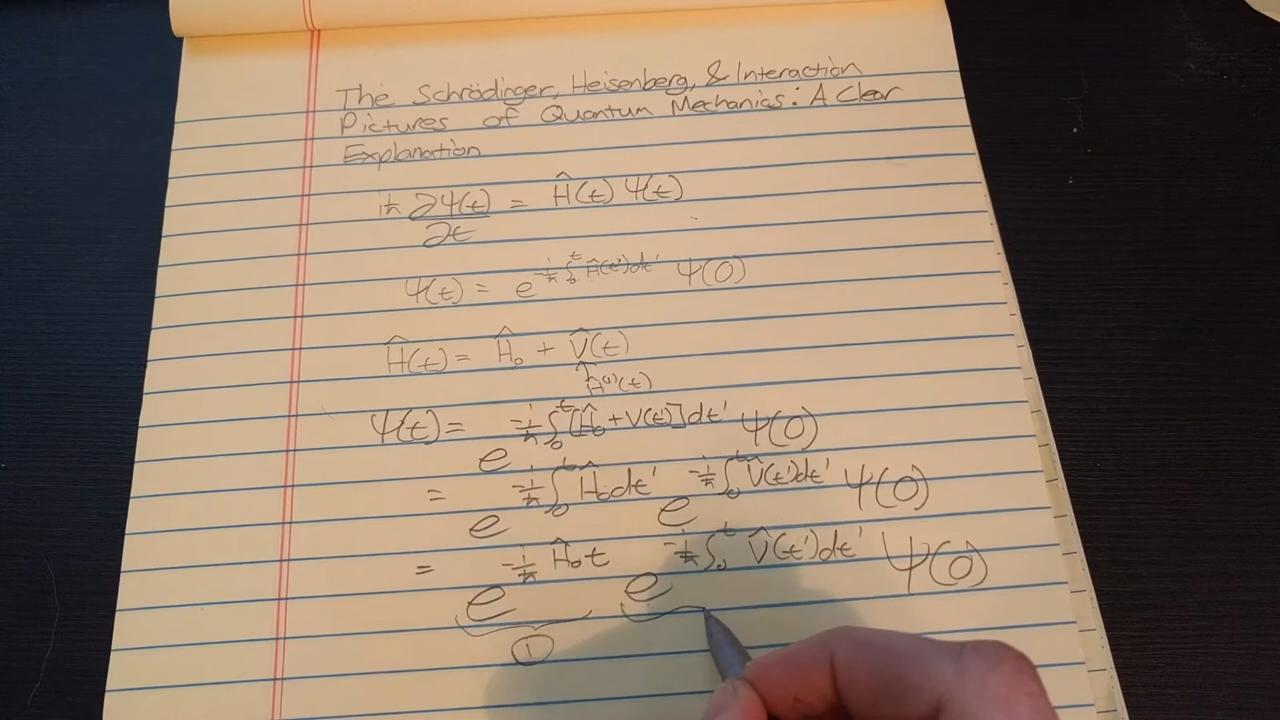 The Schrödinger, Heisenberg, & Interaction
Pictures of Quantum Mechanics: A Clear
Explanation
iħ ∂Ψ(t)/∂t = Ĥ(t) Ψ(t)
Ψ(t) = e^{-i/ħ ∫₀ᵗ Ĥ(t')dt'} Ψ(0)
Ĥ(t) = Ĥ₀ + V̂(t)
↑ Ĥ⁽¹⁾(t)
Ψ(t) = e^{-i/ħ ∫₀ᵗ [Ĥ₀ + V(t)]dt'} Ψ(0)
= e^{-i/ħ ∫₀ᵗ Ĥ₀dt'} e^{-i/ħ ∫₀ᵗ V̂(t')dt'} Ψ(0)
= e^{-i/ħ Ĥ₀t} e^{-i/ħ ∫₀ᵗ V̂(t')dt'} Ψ(0)
①